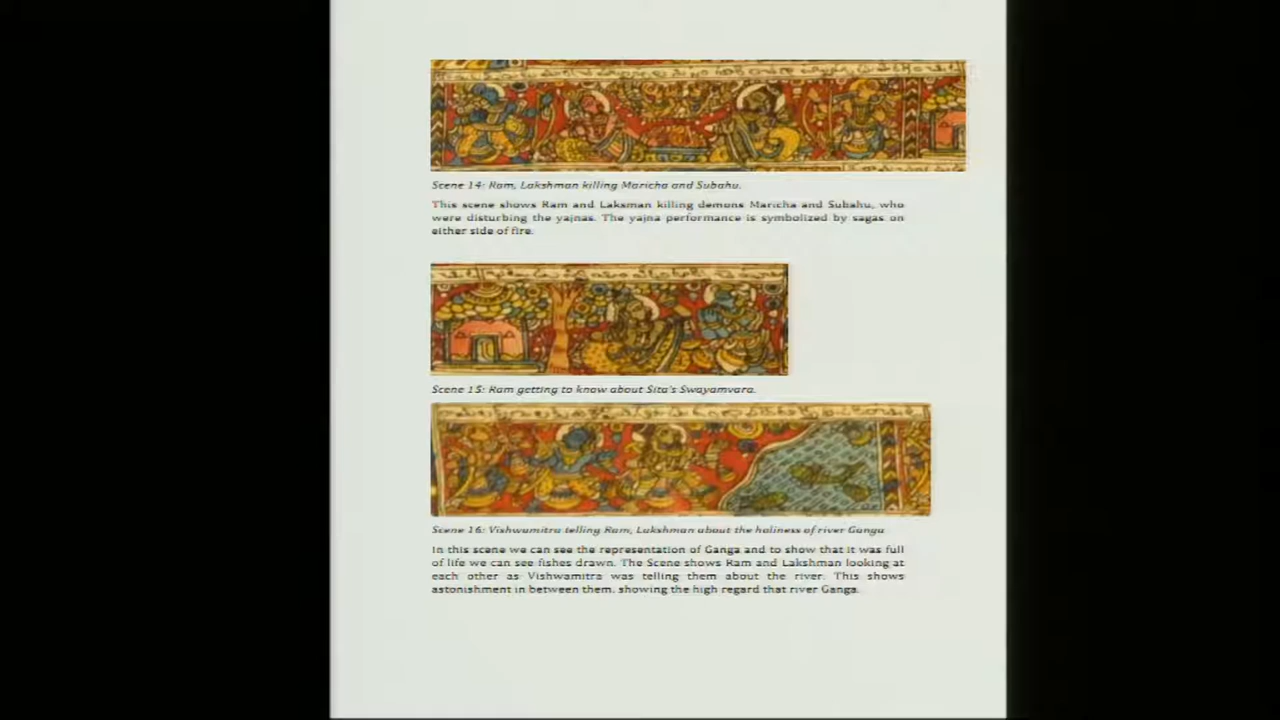 Scene 14: Ram, Lakshman killing Maricha and Subahu.
This scene shows Ram and Laksman killing demons Maricha and Subahu, who
were disturbing the yajnas. The yajna performance is symbolized by sagas on
either side of fire.
Scene 15: Ram getting to know about Sita's Swayamvara.
Scene 16: Vishwamitra telling Ram, Lakshman about the holiness of river Ganga
In this scene we can see the representation of Ganga and to show that it was full
of life we can see fishes drawn. The Scene shows Ram and Lakshman looking at
each other as Vishwamitra was telling them about the river. This shows
astonishment in between them, showing the high regard that river Ganga.